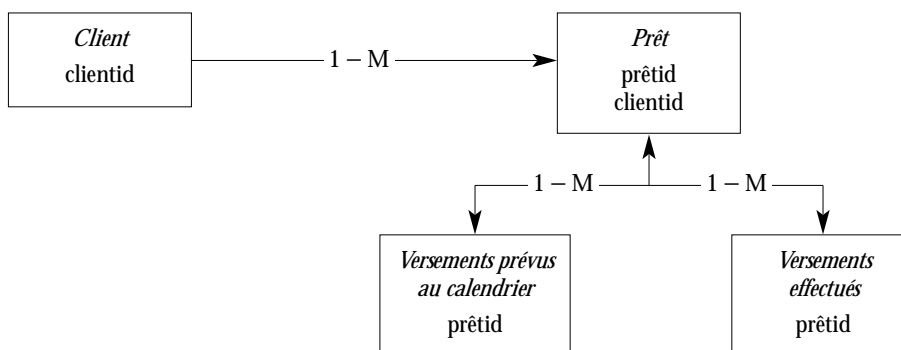 Client
clientid
1 – M
Prêt
prêtid
clientid
1 – M
1 – M
Versements prévus
au calendrier
prêtid
Versements
effectués
prêtid